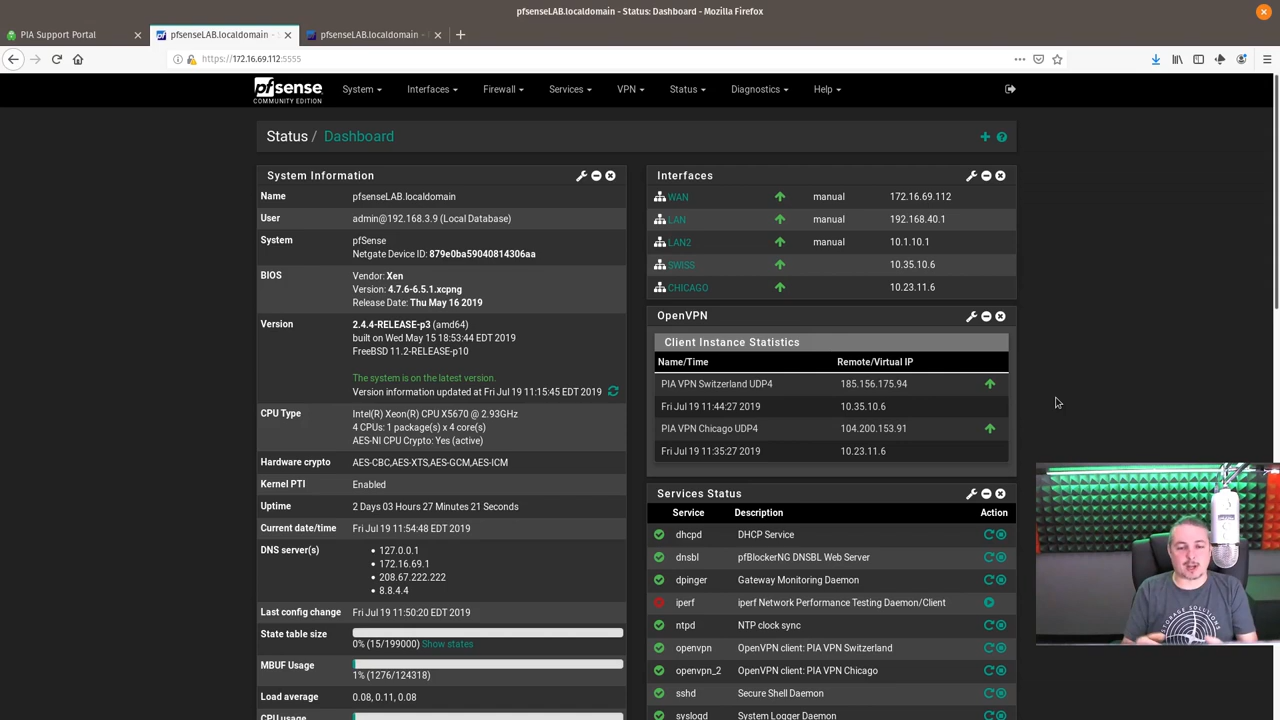 pfsenseLAB.localdomain - Status: Dashboard - Mozilla Firefox
PIA Support Portal
pfsenseLAB.localdomain -
pfsenseLAB.localdomain -
https://172.16.69.112:5555
pfsense
COMMUNITY EDITION
System
Interfaces
Firewall
Services
VPN
Status
Diagnostics
Help
Status / Dashboard
System Information
Name pfsenseLAB.localdomain
User admin@192.168.3.9 (Local Database)
System pfSense
Netgate Device ID: 879e0ba59040814306aa
BIOS Vendor: Xen
Version: 4.7.6-6.5.1.xcpng
Release Date: Thu May 16 2019
Version 2.4.4-RELEASE-p3 (amd64)
built on Wed May 15 18:53:44 EDT 2019
FreeBSD 11.2-RELEASE-p10
The system is on the latest version.
Version information updated at Fri Jul 19 11:15:45 EDT 2019
CPU Type Intel(R) Xeon(R) CPU X5670 @ 2.93GHz
4 CPUs: 1 package(s) x 4 core(s)
AES-NI CPU Crypto: Yes (active)
Hardware crypto AES-CBC,AES-XTS,AES-GCM,AES-ICM
Kernel PTI Enabled
Uptime 2 Days 03 Hours 27 Minutes 21 Seconds
Current date/time Fri Jul 19 11:54:48 EDT 2019
DNS server(s) • 127.0.0.1
• 172.16.69.1
• 208.67.222.222
• 8.8.4.4
Last config change Fri Jul 19 11:50:20 EDT 2019
State table size
0% (15/199000) Show states
MBUF Usage
1% (1276/124318)
Load average 0.08, 0.11, 0.08
CPU usage
Interfaces
WAN manual 172.16.69.112
LAN manual 192.168.40.1
LAN2 manual 10.1.10.1
SWISS 10.35.10.6
CHICAGO 10.23.11.6
OpenVPN
Client Instance Statistics
Name/Time Remote/Virtual IP
PIA VPN Switzerland UDP4 185.156.175.94
Fri Jul 19 11:44:27 2019 10.35.10.6
PIA VPN Chicago UDP4 104.200.153.91
Fri Jul 19 11:35:27 2019 10.23.11.6
Services Status
Service Description Action
dhcpd DHCP Service
dnsbl pfBlockerNG DNSBL Web Server
dpinger Gateway Monitoring Daemon
iperf iperf Network Performance Testing Daemon/Client
ntpd NTP clock sync
openvpn OpenVPN client: PIA VPN Switzerland
openvpn_2 OpenVPN client: PIA VPN Chicago
sshd Secure Shell Daemon
syslogd System Logger Daemon